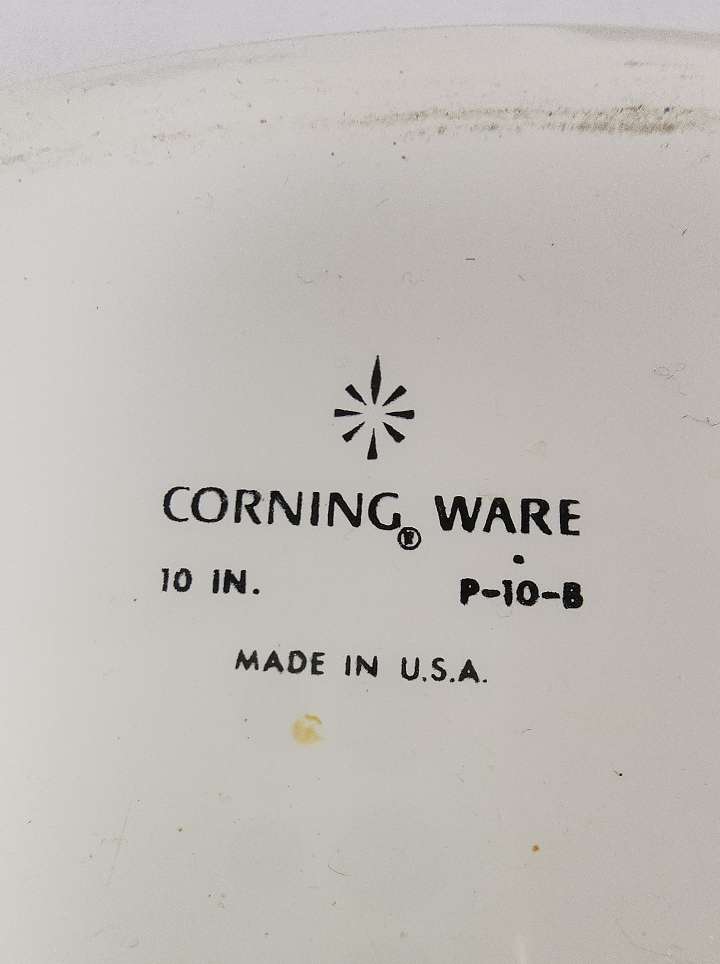 CORNING® WARE
10 IN. P-10-B
MADE IN U.S.A.